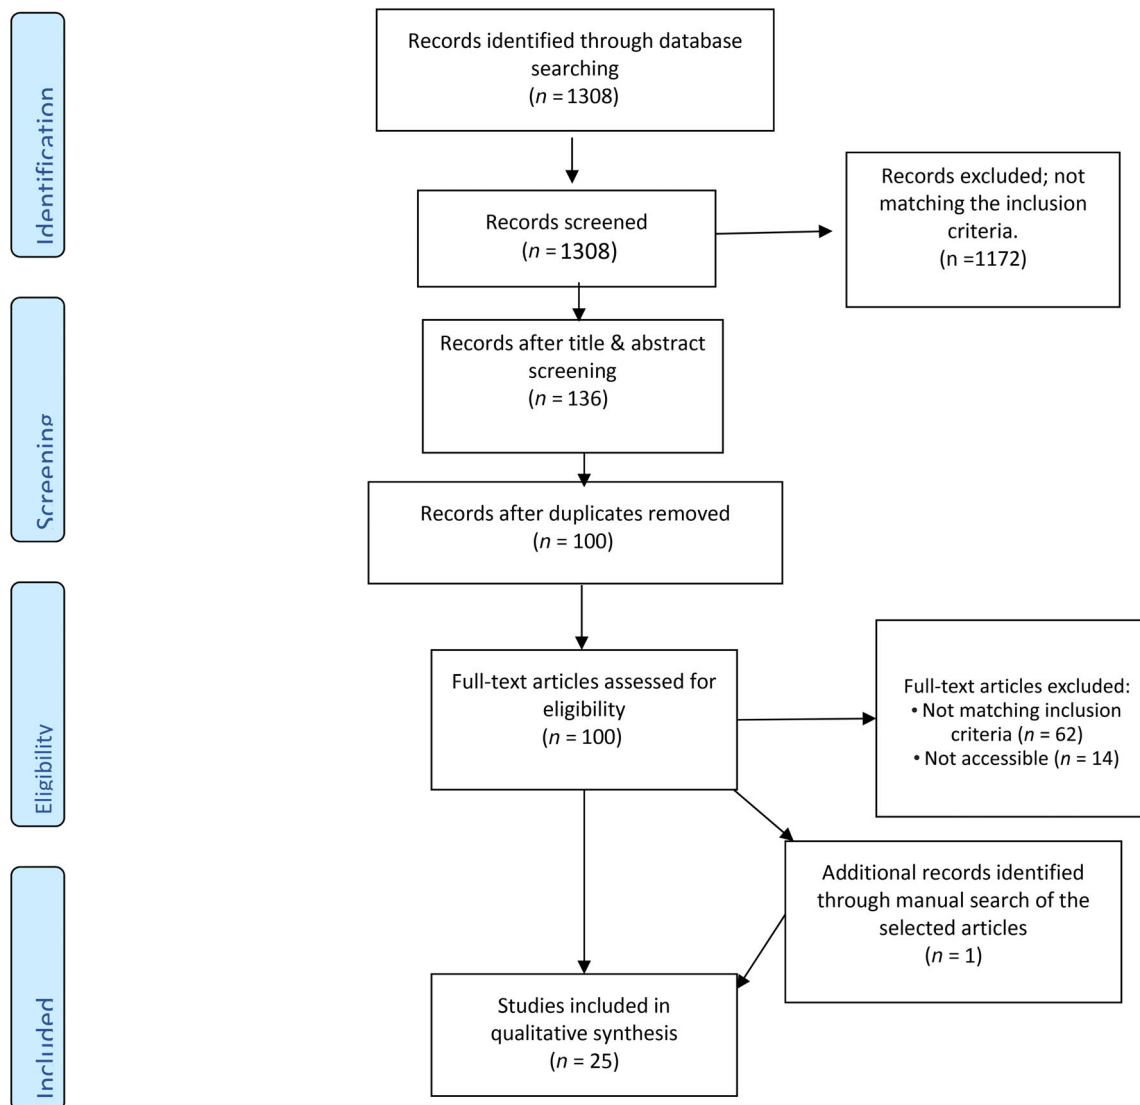 Identification
Records identified through database
searching
(n = 1308)
Records screened
(n = 1308)
Records excluded; not
matching the inclusion
criteria.
(n =1172)
Screening
Records after title & abstract
screening
(n = 136)
Records after duplicates removed
(n = 100)
Eligibility
Full-text articles assessed for
eligibility
(n = 100)
Full-text articles excluded:
• Not matching inclusion
criteria (n = 62)
• Not accessible (n = 14)
Included
Additional records identified
through manual search of the
selected articles
(n = 1)
Studies included in
qualitative synthesis
(n = 25)